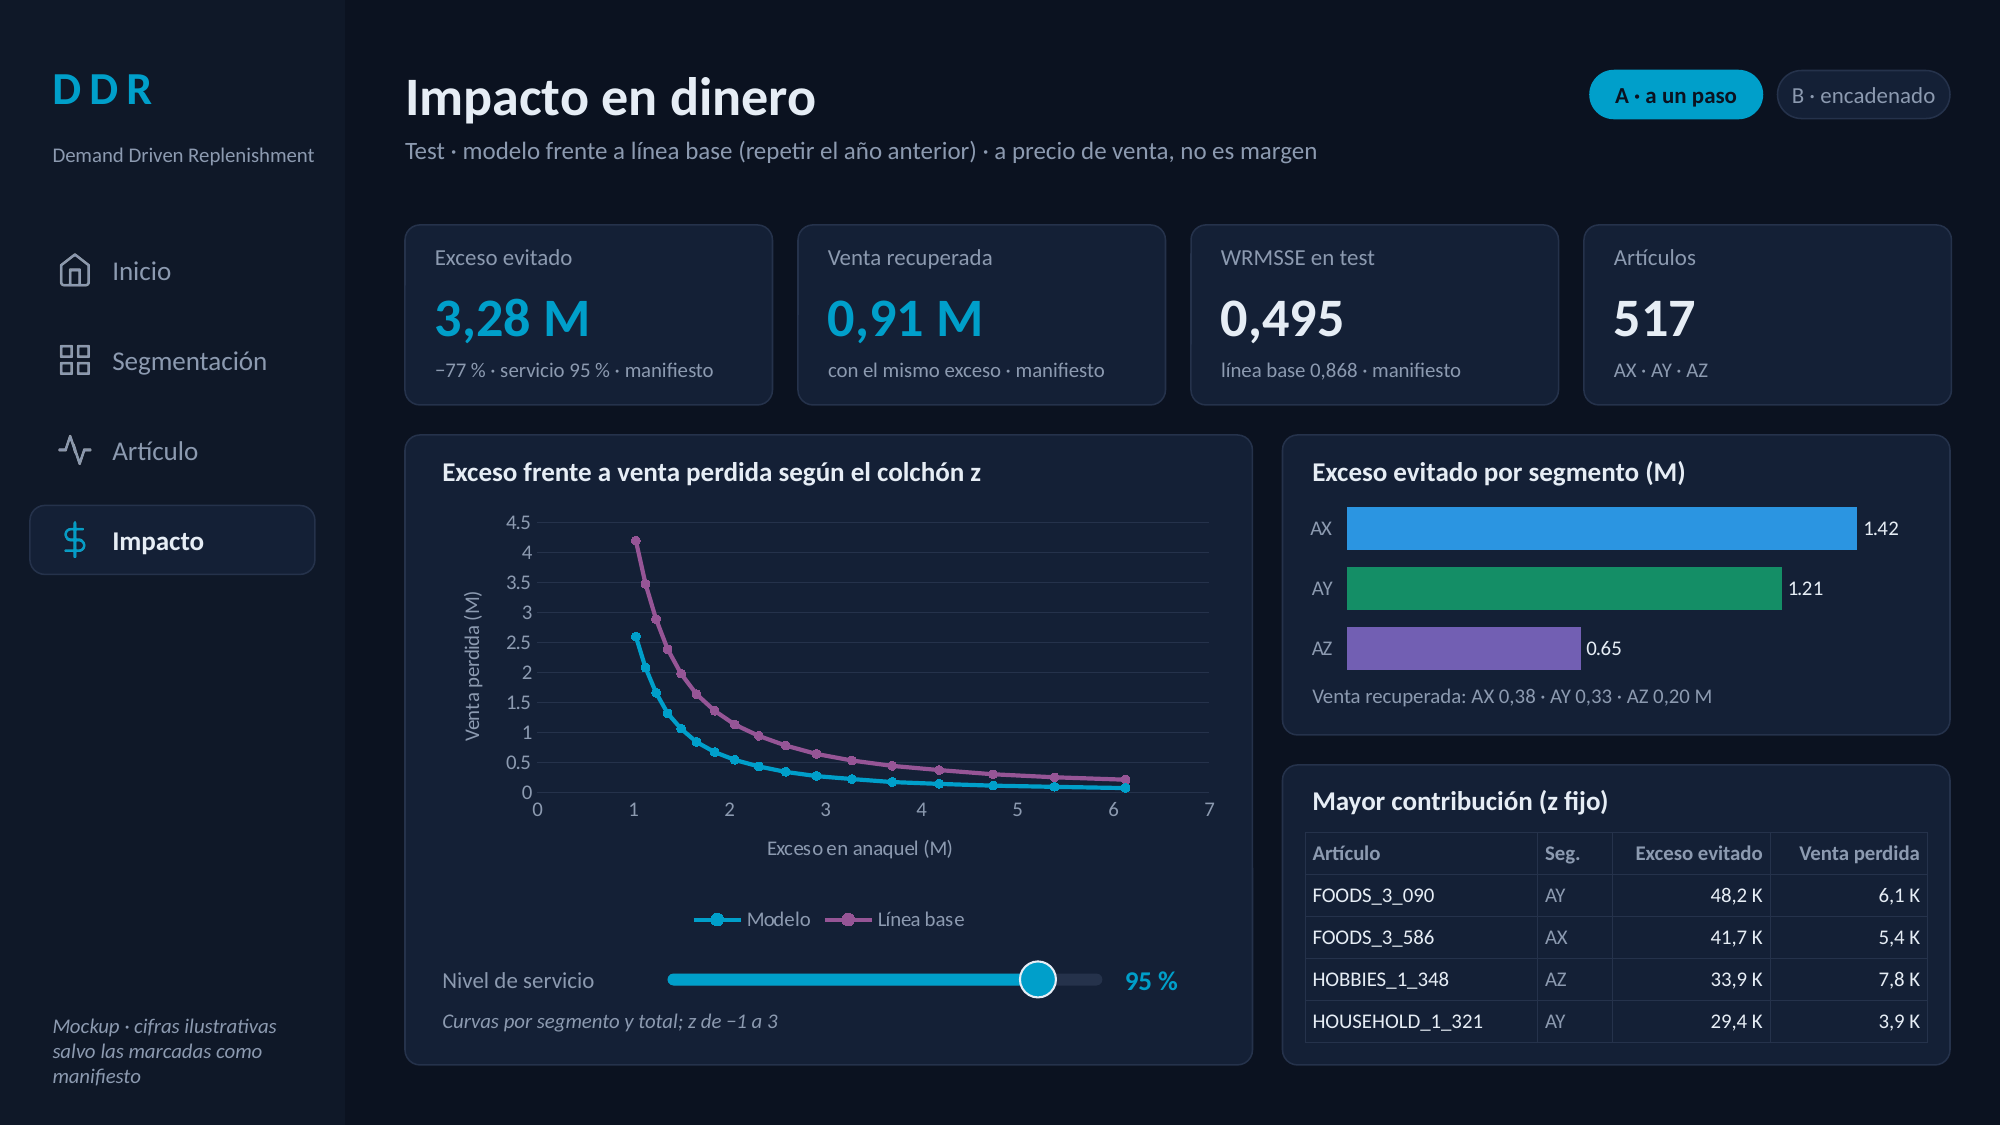 DDR
Demand Driven Replenishment
Inicio
Segmentación
Artículo
Impacto
Mockup · cifras ilustrativas
salvo las marcadas como
manifiesto
Impacto en dinero
Test · modelo frente a línea base (repetir el año anterior) · a precio de venta, no es margen
A · a un paso
B · encadenado
Exceso evitado
3,28 M
−77 % · servicio 95 % · manifiesto
Venta recuperada
0,91 M
con el mismo exceso · manifiesto
WRMSSE en test
0,495
línea base 0,868 · manifiesto
Artículos
517
AX · AY · AZ
Exceso frente a venta perdida según el colchón z
Venta perdida (M)
4.5
4
3.5
3
2.5
2
1.5
1
0.5
0
0 1 2 3 4 5 6 7
Exceso en anaquel (M)
Modelo Línea base
Nivel de servicio 95 %
Curvas por segmento y total; z de −1 a 3
Exceso evitado por segmento (M)
AX 1.42
AY 1.21
AZ 0.65
Venta recuperada: AX 0,38 · AY 0,33 · AZ 0,20 M
Mayor contribución (z fijo)
Artículo Seg. Exceso evitado Venta perdida
FOODS_3_090 AY 48,2 K 6,1 K
FOODS_3_586 AX 41,7 K 5,4 K
HOBBIES_1_348 AZ 33,9 K 7,8 K
HOUSEHOLD_1_321 AY 29,4 K 3,9 K